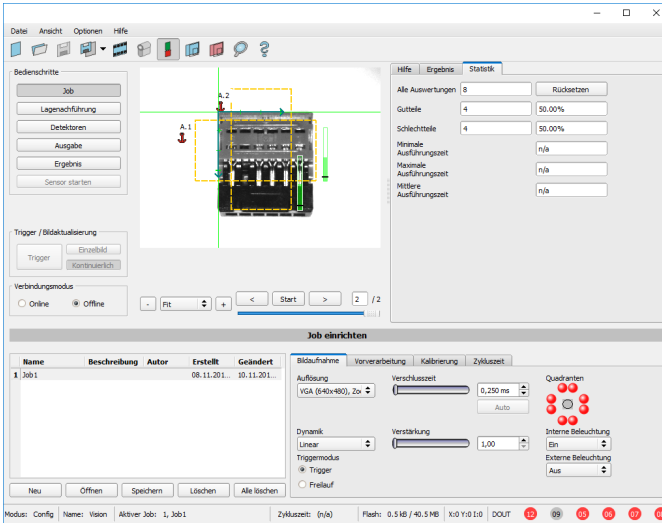 Datei Ansicht Optionen Hilfe
Bedienschritte
Job
Lagenachführung
Detektoren
Ausgabe
Ergebnis
Sensor starten
Trigger / Bildaktualisierung
Trigger
Einzelbild
Kontinuierlich
Verbindungsmodus
Online Offline
A.2
A.1
- Fit + < Start > 2 /2
Hilfe Ergebnis Statistik
Alle Auswertungen 8 Rücksetzen
Gutteile 4 50.00%
Schlechtteile 4 50.00%
Minimale
Ausführungszeit n/a
Maximale
Ausführungszeit n/a
Mittlere
Ausführungszeit n/a
Job einrichten
Name Beschreibung Autor Erstellt Geändert
1 Job1 08.11.201... 10.11.201...
Neu Öffnen Speichern Löschen Alle löschen
Bildaufnahme Vorverarbeitung Kalibrierung Zykluszeit
Auflösung Verschlusszeit Quadranten
VGA (640x480), Zoi 0,250 ms
Auto
Dynamik Verstärkung Interne Beleuchtung
Linear 1,00 Ein
Triggermodus Externe Beleuchtung
Trigger Aus
Freilauf
Modus: Config Name: Vision Aktiver Job: 1, Job1 Zykluszeit: (n/a) Flash: 0.5 kB / 40.5 MB X:0 Y:0 I:0 DOUT 12 09 05 06 07 08